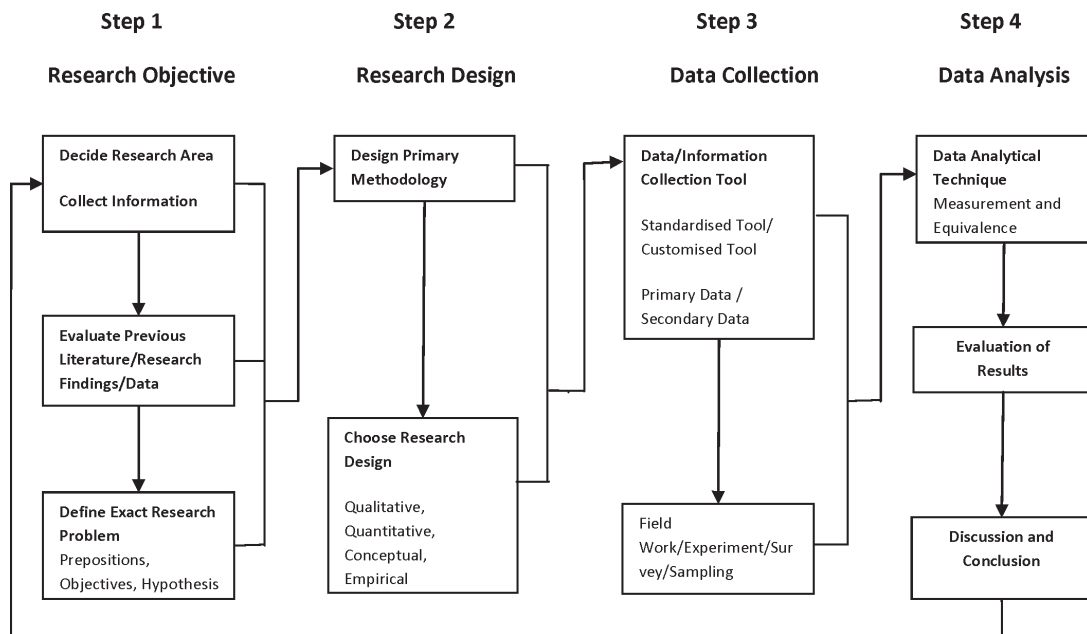 Step 1
Research Objective
Decide Research Area
Collect Information
Evaluate Previous
Literature/Research
Findings/Data
Define Exact Research
Problem
Prepositions,
Objectives, Hypothesis
Step 2
Research Design
Design Primary
Methodology
Choose Research
Design
Qualitative,
Quantitative,
Conceptual,
Empirical
Step 3
Data Collection
Data/Information
Collection Tool
Standardised Tool/
Customised Tool
Primary Data /
Secondary Data
Field
Work/Experiment/Sur
vey/Sampling
Step 4
Data Analysis
Data Analytical
Technique
Measurement and
Equivalence
Evaluation of
Results
Discussion and
Conclusion